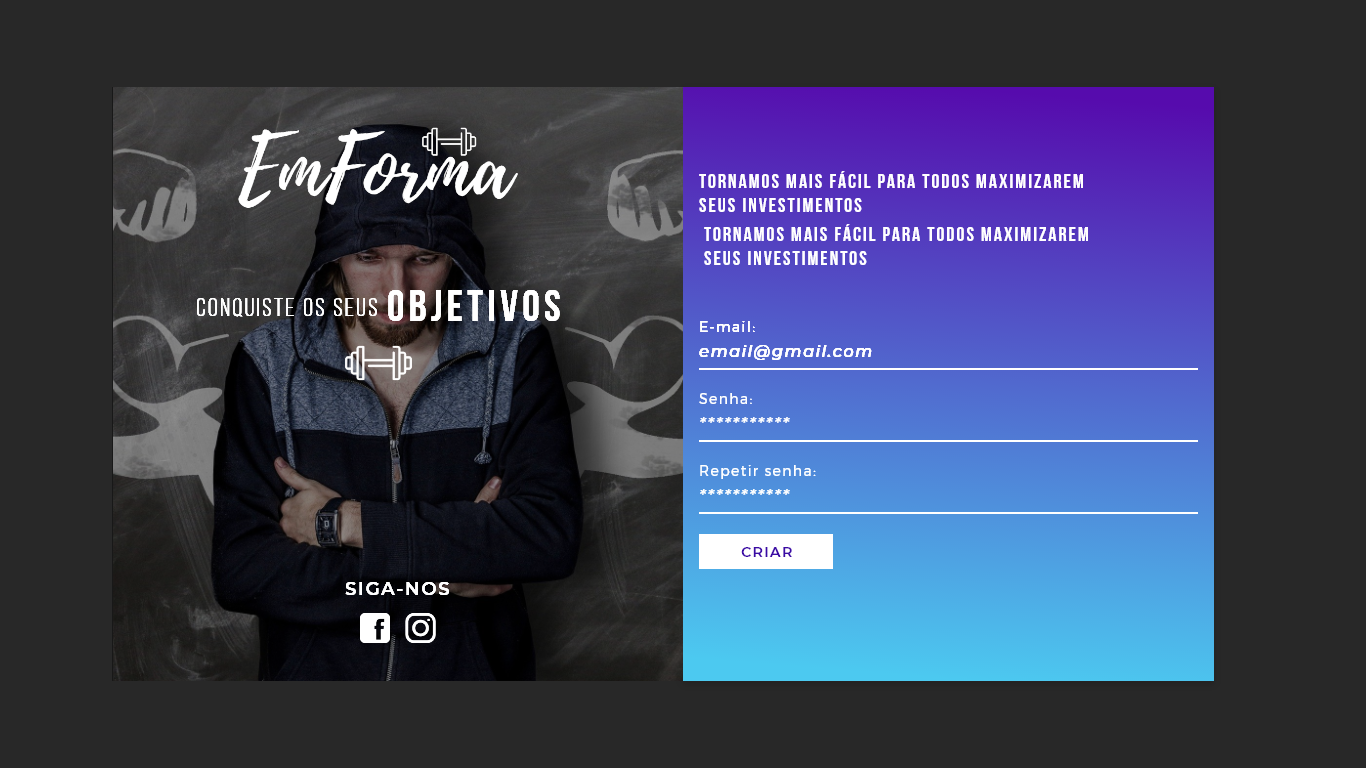 EmForma
CONQUISTE OS SEUS OBJETIVOS
SIGA-NOS
TORNAMOS MAIS FÁCIL PARA TODOS MAXIMIZAREM
SEUS INVESTIMENTOS
TORNAMOS MAIS FÁCIL PARA TODOS MAXIMIZAREM
SEUS INVESTIMENTOS
E-mail:
email@gmail.com
Senha:
***********
Repetir senha:
***********
CRIAR